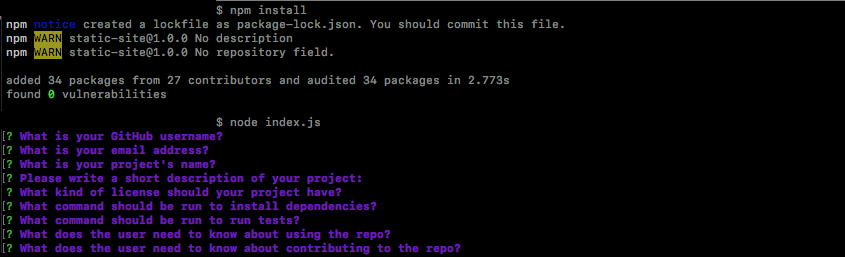 $ npm install
npm notice created a lockfile as package-lock.json. You should commit this file.
npm WARN static-site@1.0.0 No description
npm WARN static-site@1.0.0 No repository field.
added 34 packages from 27 contributors and audited 34 packages in 2.773s
found 0 vulnerabilities
$ node index.js
[? What is your GitHub username?
[? What is your email address?
[? What is your project's name?
[? Please write a short description of your project:
? What kind of license should your project have?
[? What command should be run to install dependencies?
[? What command should be run to run tests?
[? What does the user need to know about using the repo?
[? What does the user need to know about contributing to the repo?